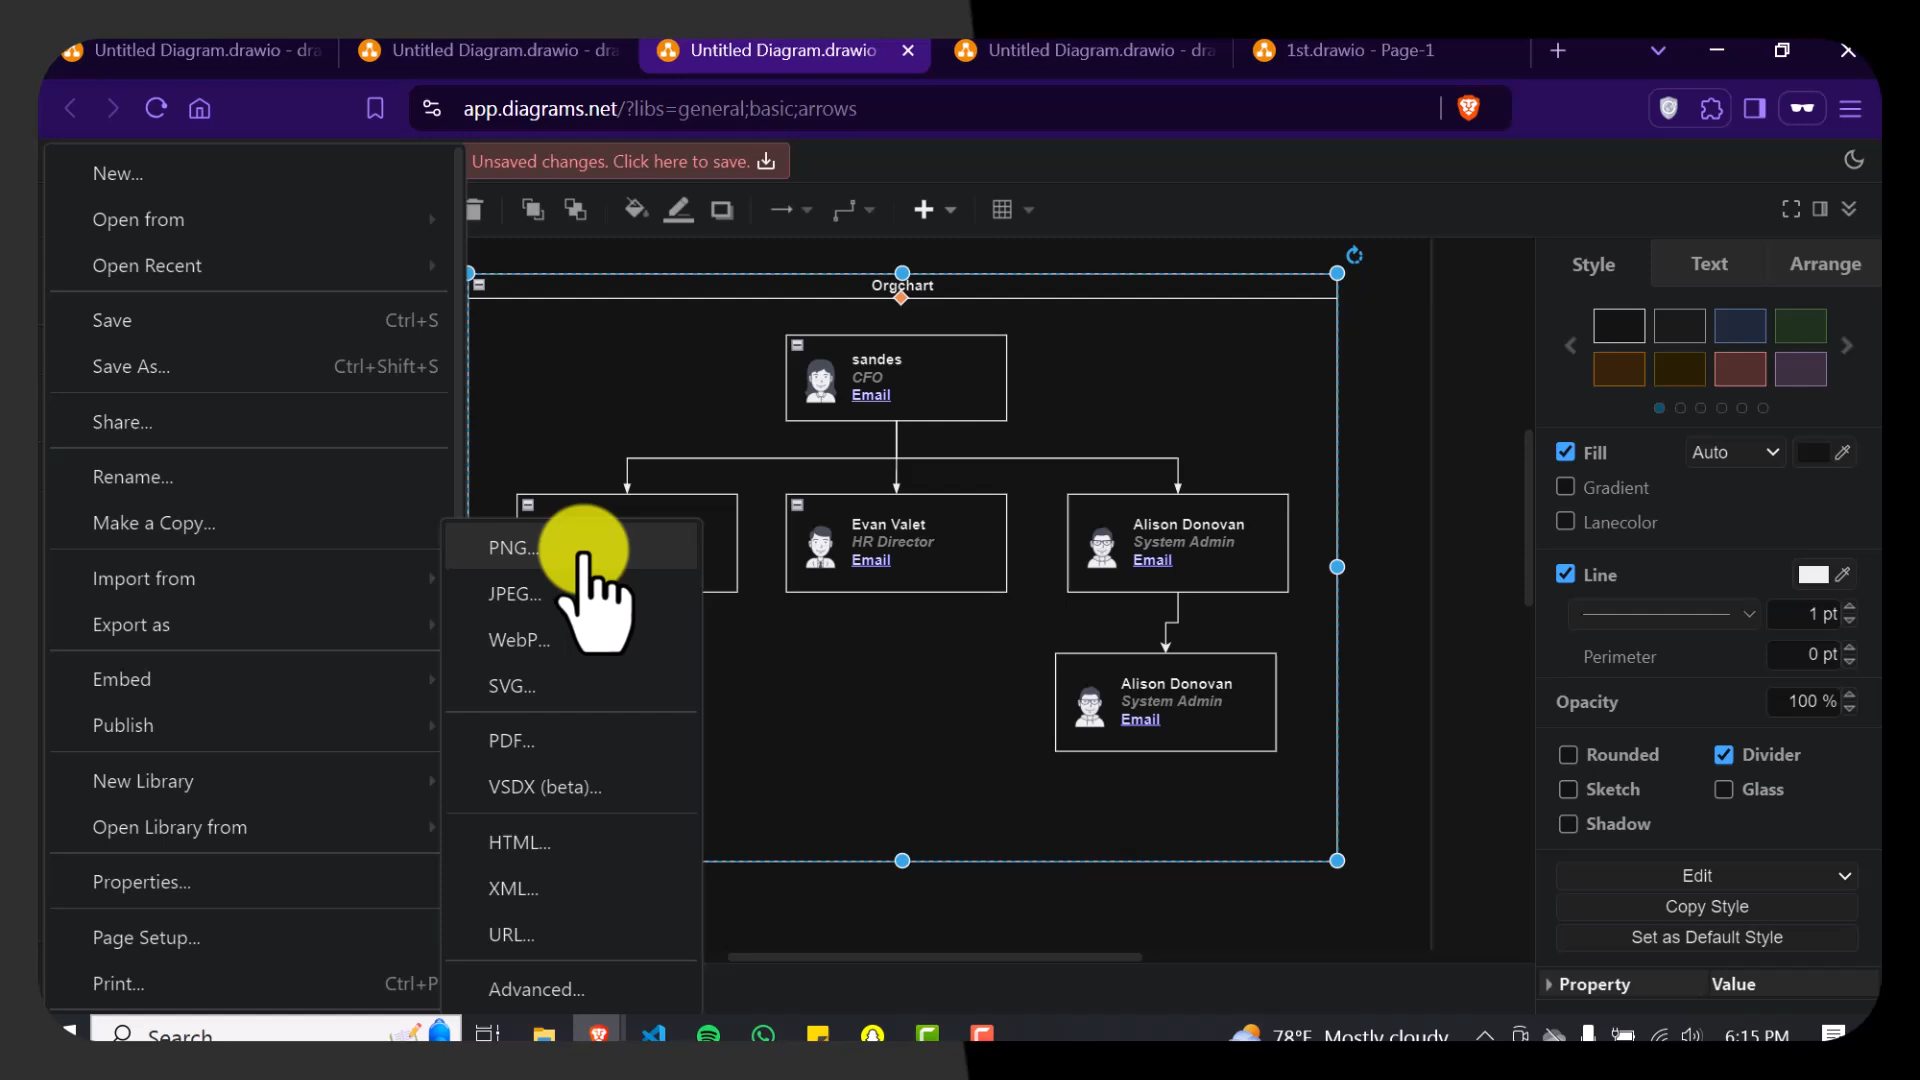 Untitled Diagram.drawio - dra
Untitled Diagram.drawio - dra
Untitled Diagram.drawio
Untitled Diagram.drawio - dra
1st.drawio - Page-1
app.diagrams.net/?libs=general;basic;arrows
Unsaved changes. Click here to save.
New...
Open from
Open Recent
Save Ctrl+S
Save As... Ctrl+Shift+S
Share...
Rename...
Make a Copy...
Import from
Export as
Embed
Publish
New Library
Open Library from
Properties...
Page Setup...
Print... Ctrl+P
PNG...
JPEG...
WebP...
SVG...
PDF...
VSDX (beta)...
HTML...
XML...
URL...
Advanced...
Orgchart
sandes
CFO
Email
Evan Valet
HR Director
Email
Alison Donovan
System Admin
Email
Alison Donovan
System Admin
Email
Style Text Arrange
Fill Auto
Gradient
Lanecolor
Line
1 pt
Perimeter 0 pt
Opacity 100 %
Rounded Divider
Sketch Glass
Shadow
Edit
Copy Style
Set as Default Style
Property Value
Search
78°F Mostly cloudy
6:15 PM